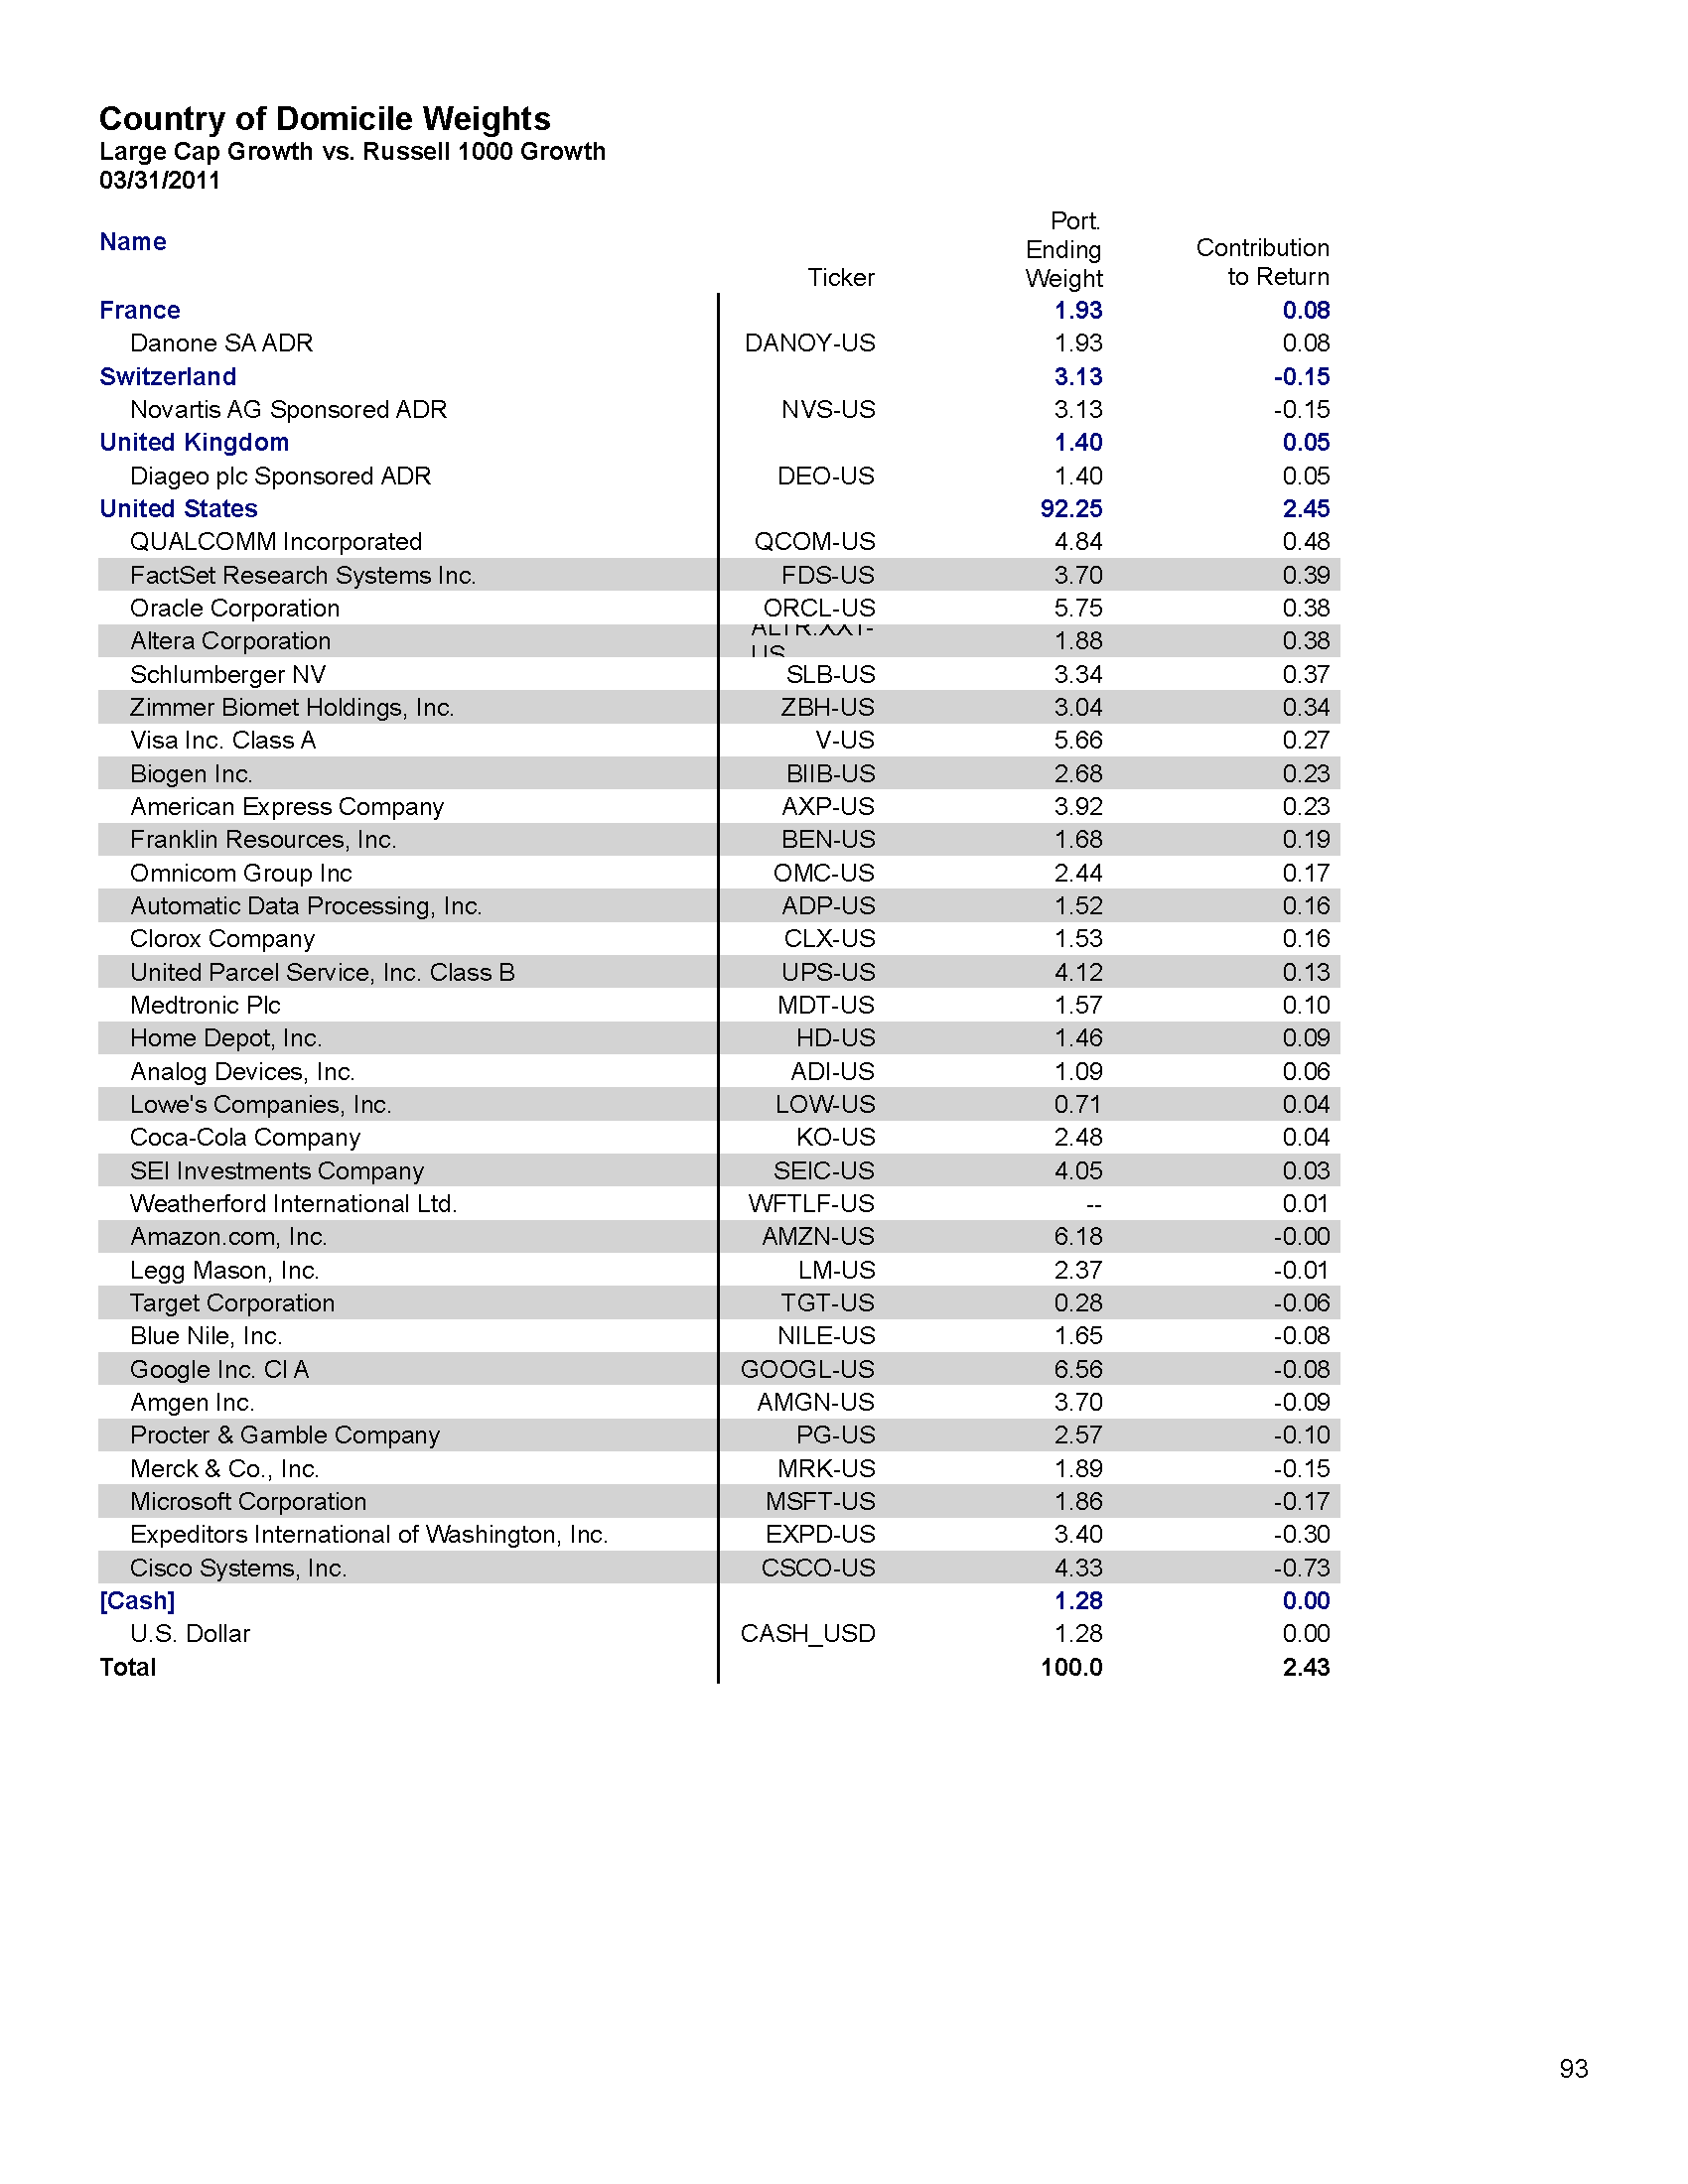 Country of Domicile Weights
Large Cap Growth vs. Russell 1000 Growth
03/31/2011
Name Ticker Port. Ending Weight Contribution to Return
France 1.93 0.08
Danone SA ADR DANOY-US 1.93 0.08
Switzerland 3.13 -0.15
Novartis AG Sponsored ADR NVS-US 3.13 -0.15
United Kingdom 1.40 0.05
Diageo plc Sponsored ADR DEO-US 1.40 0.05
United States 92.25 2.45
QUALCOMM Incorporated QCOM-US 4.84 0.48
FactSet Research Systems Inc. FDS-US 3.70 0.39
Oracle Corporation ORCL-US 5.75 0.38
Altera Corporation 1.88 0.38
Schlumberger NV SLB-US 3.34 0.37
Zimmer Biomet Holdings, Inc. ZBH-US 3.04 0.34
Visa Inc. Class A V-US 5.66 0.27
Biogen Inc. BIIB-US 2.68 0.23
American Express Company AXP-US 3.92 0.23
Franklin Resources, Inc. BEN-US 1.68 0.19
Omnicom Group Inc OMC-US 2.44 0.17
Automatic Data Processing, Inc. ADP-US 1.52 0.16
Clorox Company CLX-US 1.53 0.16
United Parcel Service, Inc. Class B UPS-US 4.12 0.13
Medtronic Plc MDT-US 1.57 0.10
Home Depot, Inc. HD-US 1.46 0.09
Analog Devices, Inc. ADI-US 1.09 0.06
Lowe's Companies, Inc. LOW-US 0.71 0.04
Coca-Cola Company KO-US 2.48 0.04
SEI Investments Company SEIC-US 4.05 0.03
Weatherford International Ltd. WFTLF-US -- 0.01
Amazon.com, Inc. AMZN-US 6.18 -0.00
Legg Mason, Inc. LM-US 2.37 -0.01
Target Corporation TGT-US 0.28 -0.06
Blue Nile, Inc. NILE-US 1.65 -0.08
Google Inc. Cl A GOOGL-US 6.56 -0.08
Amgen Inc. AMGN-US 3.70 -0.09
Procter & Gamble Company PG-US 2.57 -0.10
Merck & Co., Inc. MRK-US 1.89 -0.15
Microsoft Corporation MSFT-US 1.86 -0.17
Expeditors International of Washington, Inc. EXPD-US 3.40 -0.30
Cisco Systems, Inc. CSCO-US 4.33 -0.73
[Cash] 1.28 0.00
U.S. Dollar CASH_USD 1.28 0.00
Total 100.0 2.43
93